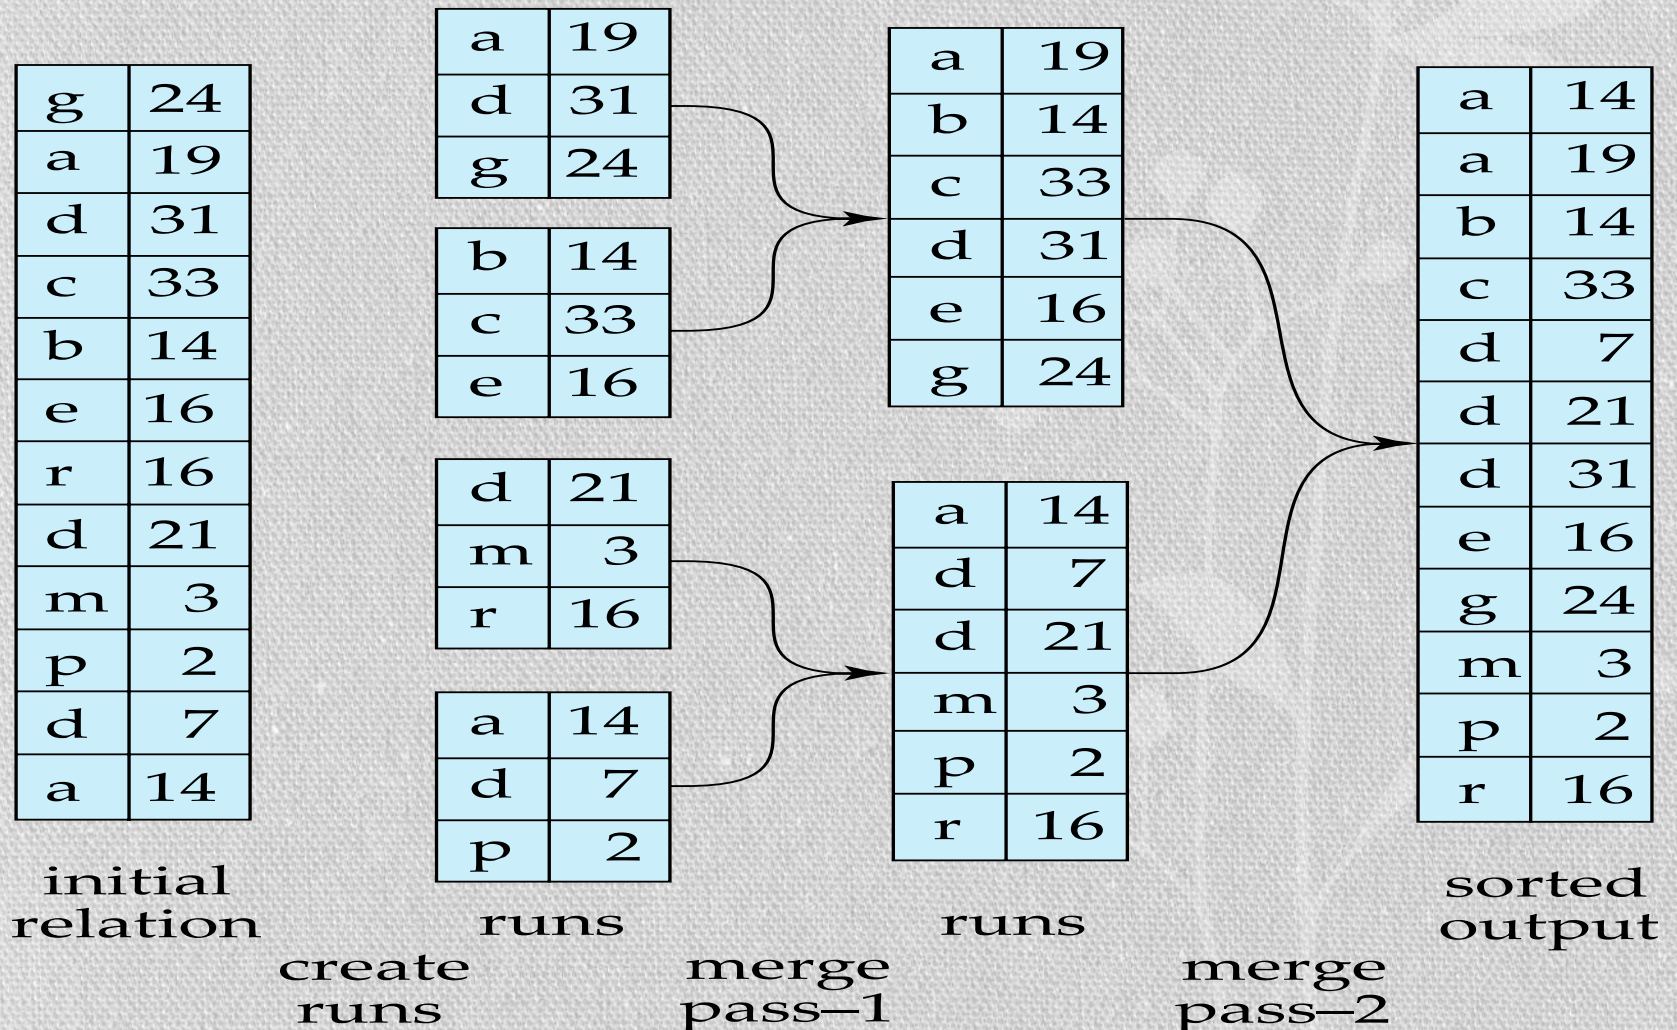 g 24
a 19
d 31
c 33
b 14
e 16
r 16
d 21
m 3
p 2
d 7
a 14
initial
relation
create
runs
a 19
d 31
g 24
b 14
c 33
e 16
d 21
m 3
r 16
a 14
d 7
p 2
runs
merge
pass–1
a 19
b 14
c 33
d 31
e 16
g 24
a 14
d 7
d 21
m 3
p 2
r 16
runs
merge
pass–2
a 14
a 19
b 14
c 33
d 7
d 21
d 31
e 16
g 24
m 3
p 2
r 16
sorted
output